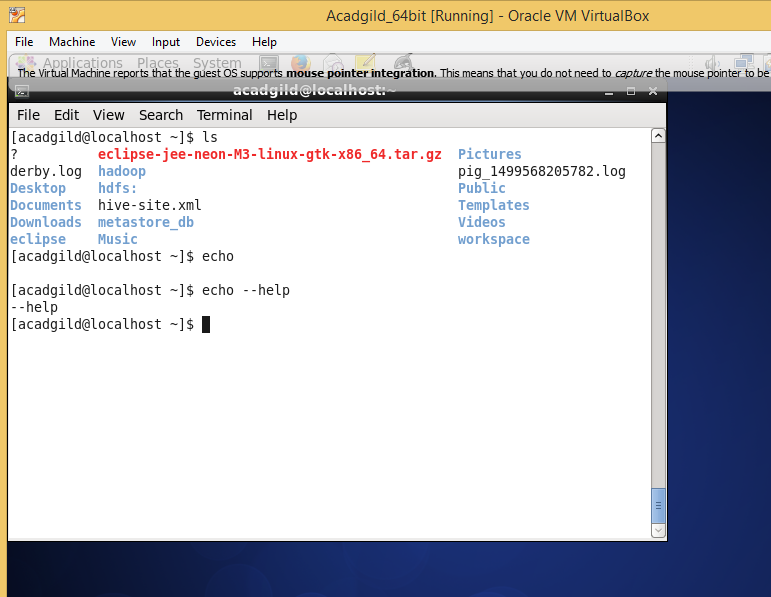 Acadgild_64bit [Running] - Oracle VM VirtualBox
File Machine View Input Devices Help
Applications Places System
The Virtual Machine reports that the guest OS supports mouse pointer integration. This means that you do not need to capture the mouse pointer to be
acadgild@localhost:~
File Edit View Search Terminal Help
[acadgild@localhost ~]$ ls
? eclipse-jee-neon-M3-linux-gtk-x86_64.tar.gz Pictures
derby.log hadoop pig_1499568205782.log
Desktop hdfs: Public
Documents hive-site.xml Templates
Downloads metastore_db Videos
eclipse Music workspace
[acadgild@localhost ~]$ echo
[acadgild@localhost ~]$ echo --help
--help
[acadgild@localhost ~]$